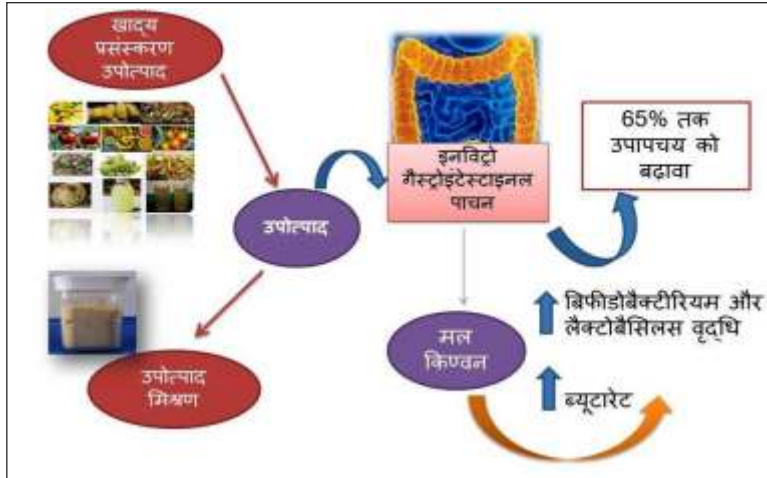 खाद्य
प्रसंस्करण
उपोत्पाद
उपोत्पाद
उपोत्पाद
मिश्रण
इनविट्रो
गैस्ट्रोइंटेस्टाइनल
पाचन
65% तक
उपापचय को
बढ़ावा
मल
किण्वन
बिफीडोबैक्टीरियम और
लैक्टोबैसिलस वृद्धि
ब्यूटारेट